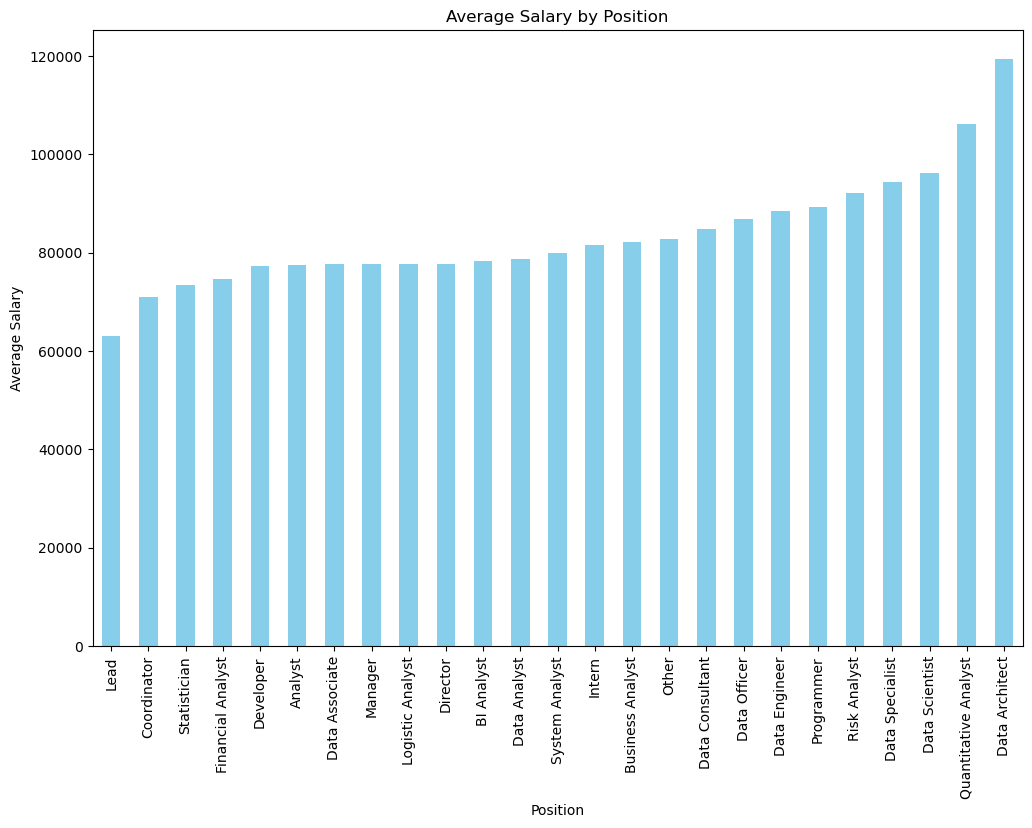 Average Salary by Position
Average Salary
120000
100000
80000
60000
40000
20000
0
Lead
Coordinator
Statistician
Financial Analyst
Developer
Analyst
Data Associate
Manager
Logistic Analyst
Director
BI Analyst
Data Analyst
System Analyst
Intern
Business Analyst
Other
Data Consultant
Data Officer
Data Engineer
Programmer
Risk Analyst
Data Specialist
Data Scientist
Quantitative Analyst
Data Architect
Position